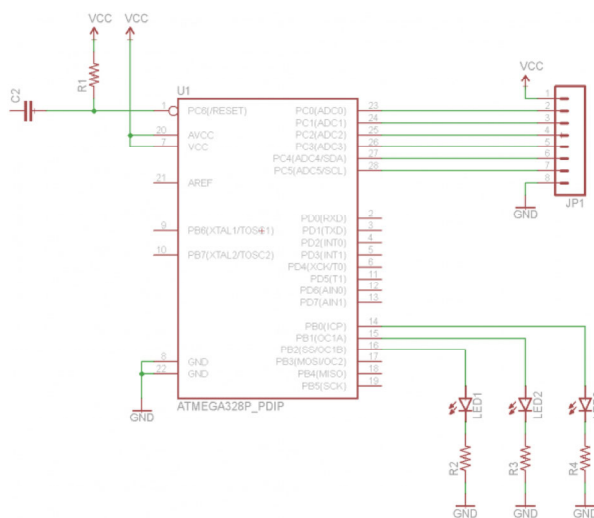 VCC
VCC
R1
C2
U1
1
PC6(/RESET)
20
AVCC
7
VCC
21
AREF
9
PB6(XTAL1/TOSC1)
10
PB7(XTAL2/TOSC2)
8
GND
22
GND
GND
ATMEGA328P_PDIP
PC0(ADC0)
23
PC1(ADC1)
24
PC2(ADC2)
25
PC3(ADC3)
26
PC4(ADC4/SDA)
27
PC5(ADC5/SCL)
28
PD0(RXD)
2
PD1(TXD)
3
PD2(INT0)
4
PD3(INT1)
5
PD4(XCK/T0)
6
PD5(T1)
11
PD6(AIN0)
12
PD7(AIN1)
13
PB0(ICP)
14
PB1(OC1A)
15
PB2(SS/OC1B)
16
PB3(MOSI/OC2)
17
PB4(MISO)
18
PB5(SCK)
19
VCC
1
2
3
4
5
6
7
8
GND
JP1
LED1
LED2
R2
R3
R4
GND
GND
GND